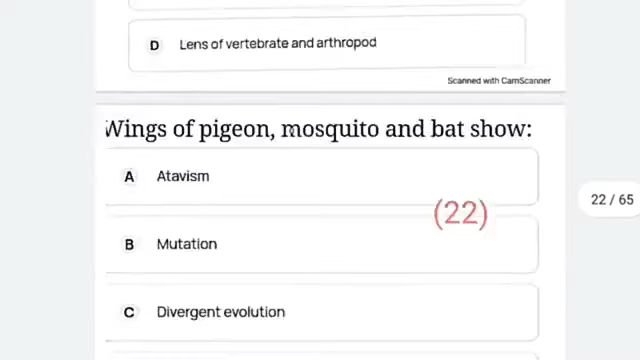 D Lens of vertebrate and arthropod
Scanned with CamScanner
Wings of pigeon, mosquito and bat show:
A Atavism
(22)
22 / 65
B Mutation
C Divergent evolution